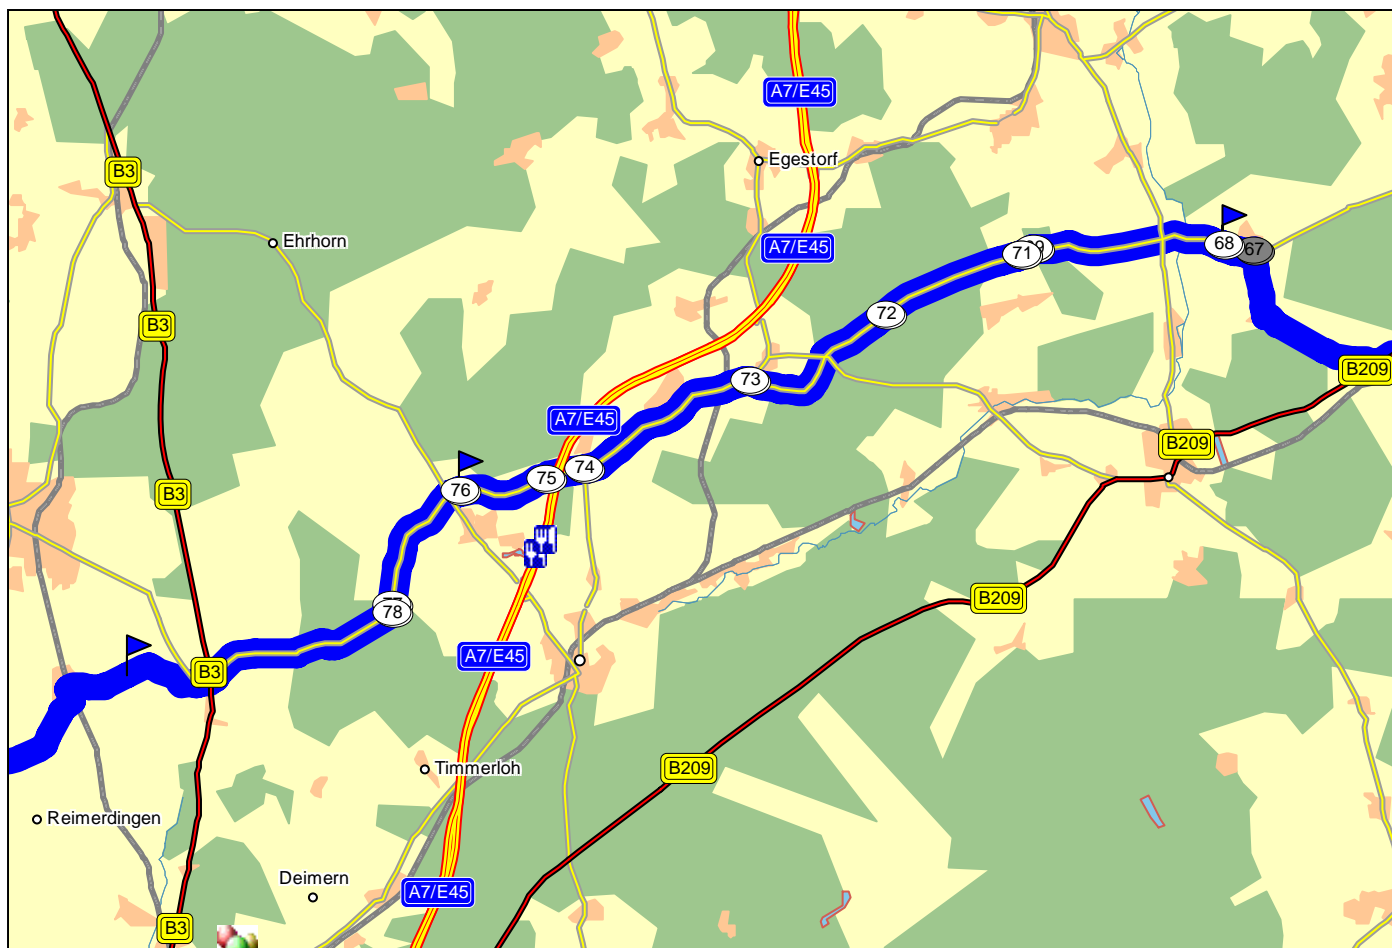 A7/E45
Egestorf
B3
Ehrhorn
A7/E45
68
67
71
72
B3
B209
73
A7/E45
B209
74
75
76
B3
B209
78
A7/E45
B3
Timmerloh
B209
Reimerdingen
Deimern
A7/E45
B3